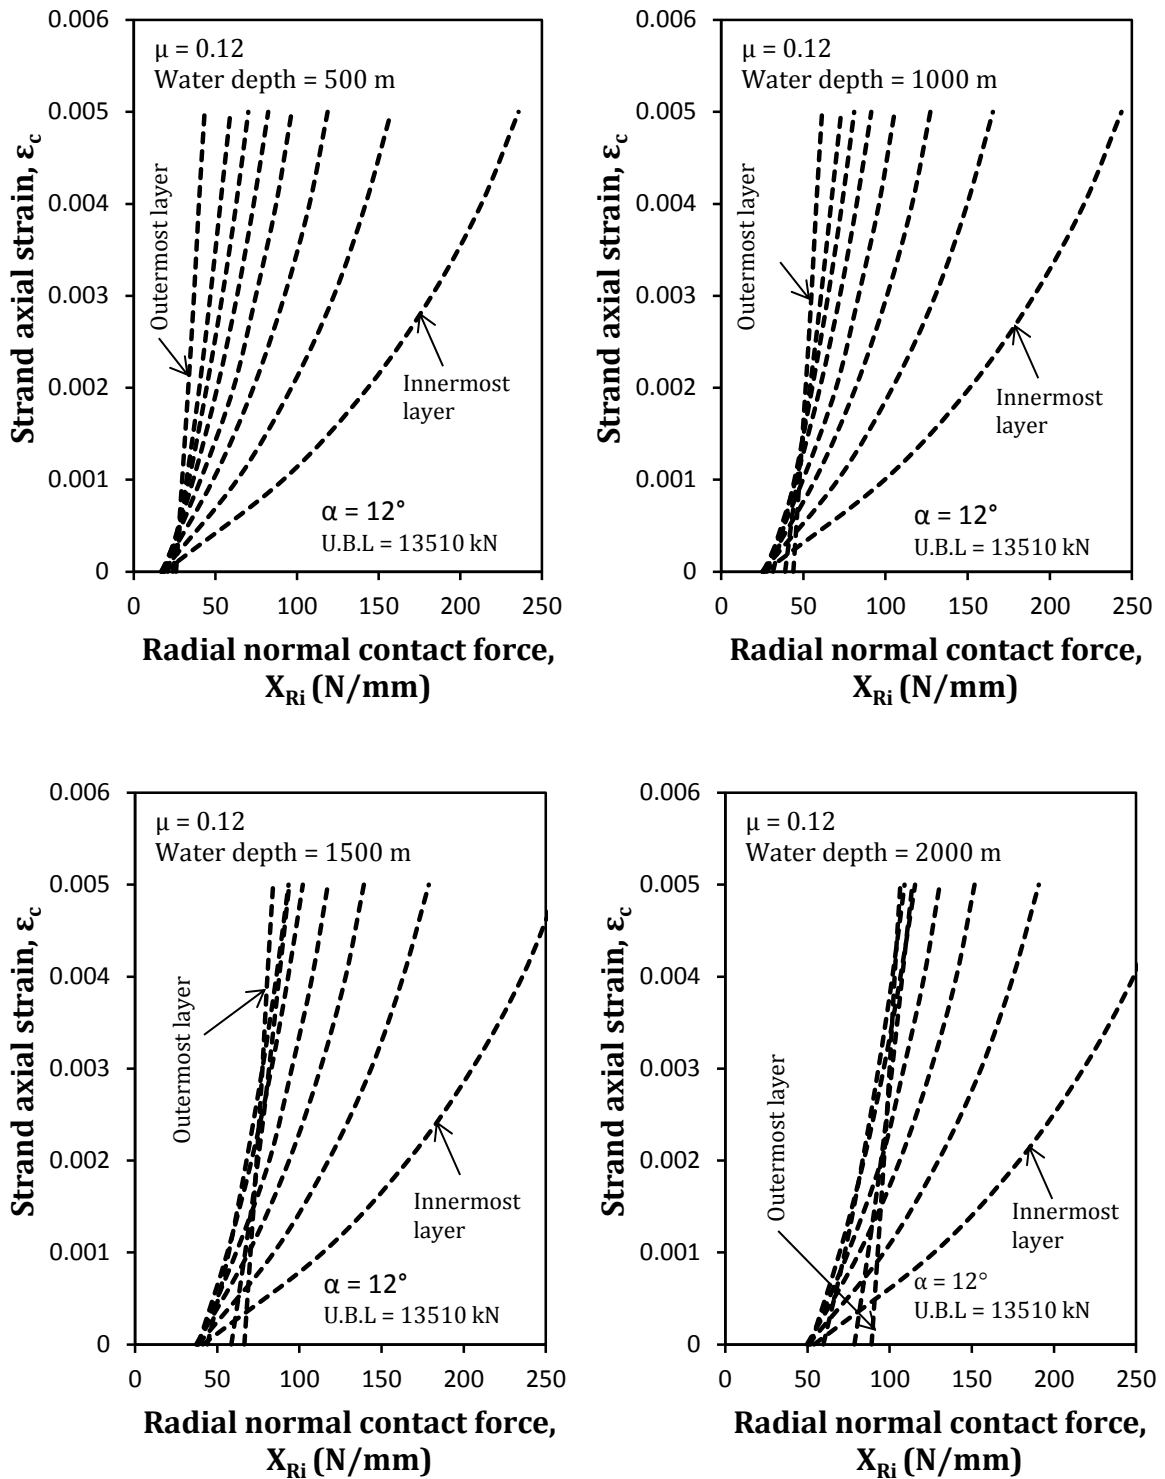 Strand axial strain, εc
0.006
0.005
0.004
0.003
0.002
0.001
0
μ = 0.12
Water depth = 500 m
Outermost layer
Innermost
layer
α = 12°
U.B.L = 13510 kN
0 50 100 150 200 250
Radial normal contact force,
XRi (N/mm)
Strand axial strain, εc
0.006
0.005
0.004
0.003
0.002
0.001
0
μ = 0.12
Water depth = 1000 m
Outermost layer
Innermost
layer
α = 12°
U.B.L = 13510 kN
0 50 100 150 200 250
Radial normal contact force,
XRi (N/mm)
Strand axial strain, εc
0.006
0.005
0.004
0.003
0.002
0.001
0
μ = 0.12
Water depth = 1500 m
Outermost layer
Innermost
layer
α = 12°
U.B.L = 13510 kN
0 50 100 150 200 250
Radial normal contact force,
XRi (N/mm)
Strand axial strain, εc
0.006
0.005
0.004
0.003
0.002
0.001
0
μ = 0.12
Water depth = 2000 m
Outermost layer
Innermost
layer
α = 12°
U.B.L = 13510 kN
0 50 100 150 200 250
Radial normal contact force,
XRi (N/mm)